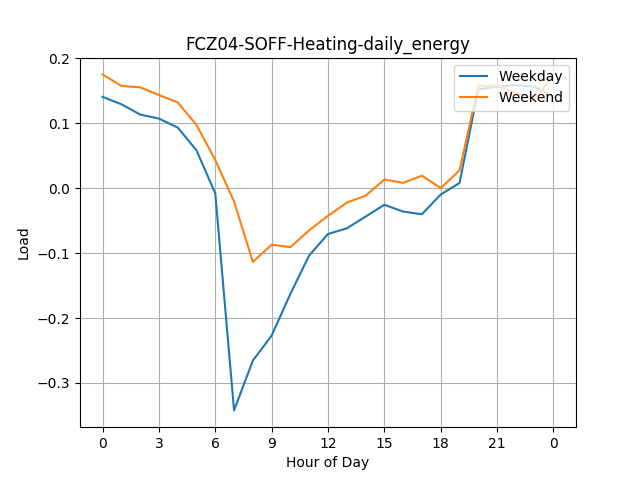 FCZ04-SOFF-Heating-daily_energy
Weekday
Weekend
Load
0.2
0.1
0.0
−0.1
−0.2
−0.3
0 3 6 9 12 15 18 21 0
Hour of Day